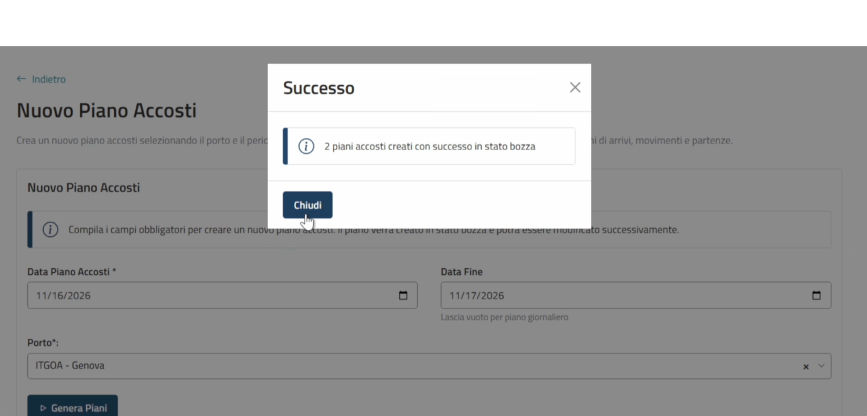 ← Indietro
Nuovo Piano Accosti
Crea un nuovo piano accosti selezionando il porto e il peri
ni di arrivi, movimenti e partenze.
Successo
2 piani accosti creati con successo in stato bozza
Chiudi
Nuovo Piano Accosti
Compila i campi obbligatori per creare un nuovo piano accosti. Il piano verrà creato in stato bozza e potrà essere modificato successivamente.
Data Piano Accosti *
11/16/2026
Data Fine
11/17/2026
Lascia vuoto per piano giornaliero
Porto*:
ITGOA - Genova
Genera Piani